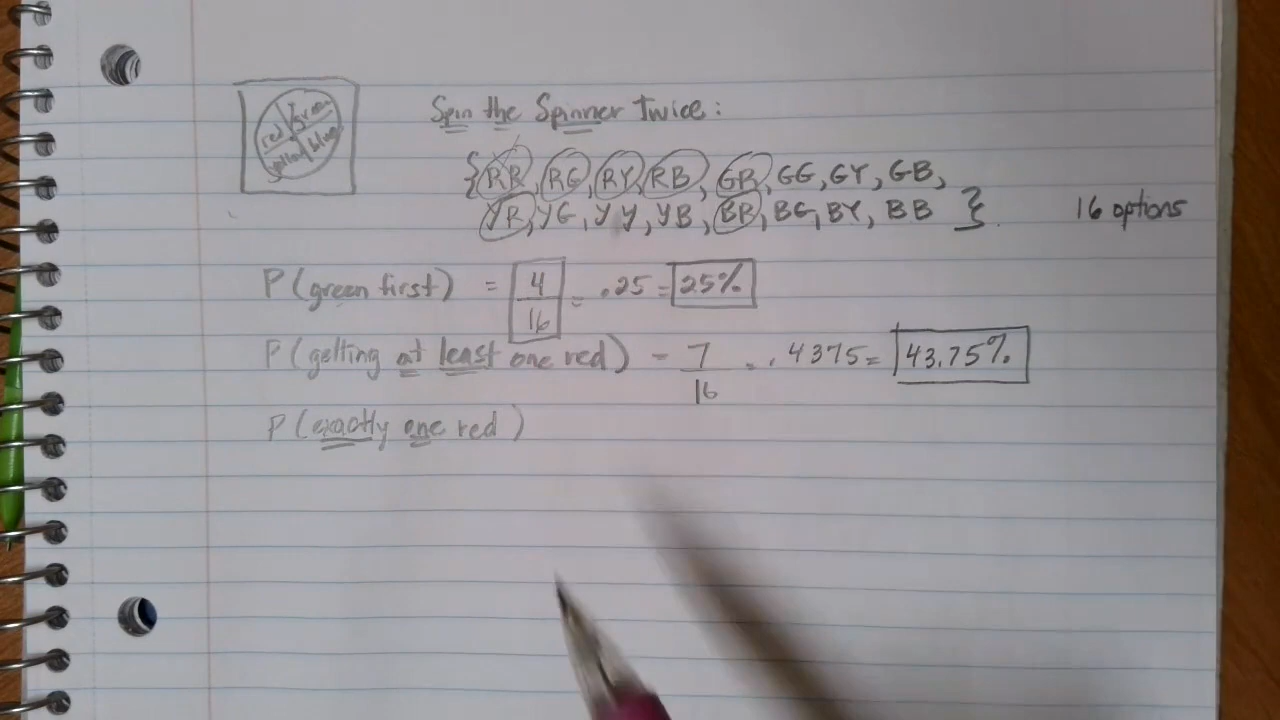 red green
yellow blue
Spin the Spinner Twice:
{RR, RG, RY, RB, GR, GG, GY, GB,
YR, YG, YY, YB, BR, BG, BY, BB }. 16 options
P(green first) = 4/16 = .25 = 25%
P(getting at least one red) = 7/16 = .4375 = 43.75%
P(exactly one red)